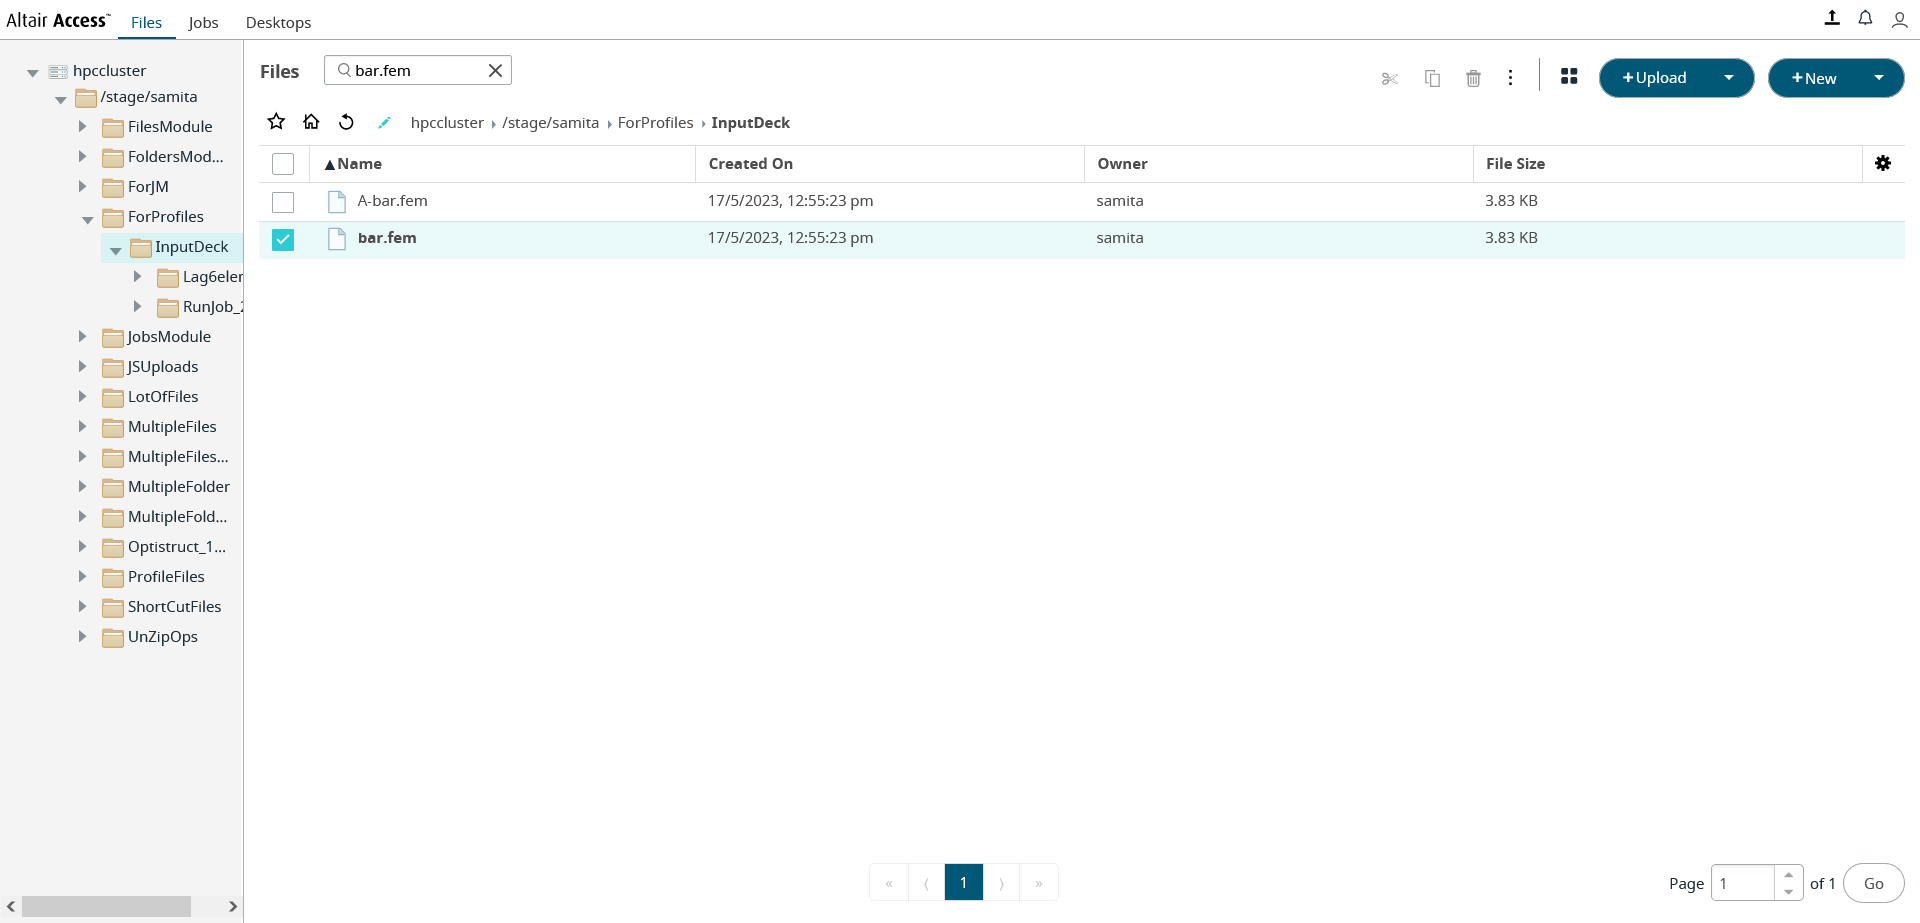 Altair Access™ Files Jobs Desktops
hpccluster
/stage/samita
FilesModule
FoldersMod...
ForJM
ForProfiles
InputDeck
Lag6eler
RunJob_2
JobsModule
JSUploads
LotOfFiles
MultipleFiles
MultipleFiles...
MultipleFolder
MultipleFold...
Optistruct_1...
ProfileFiles
ShortCutFiles
UnZipOps
Files bar.fem +Upload +New
hpccluster › /stage/samita › ForProfiles › InputDeck
▲Name Created On Owner File Size
A-bar.fem 17/5/2023, 12:55:23 pm samita 3.83 KB
bar.fem 17/5/2023, 12:55:23 pm samita 3.83 KB
« ⟨ 1 ⟩ » Page 1 of 1 Go